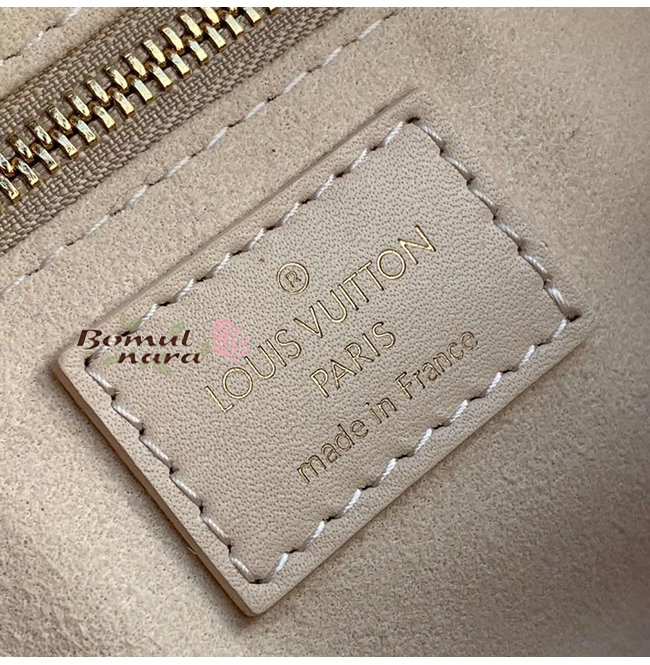 Bomul
nara
®
LOUIS VUITTON
PARIS
made in France